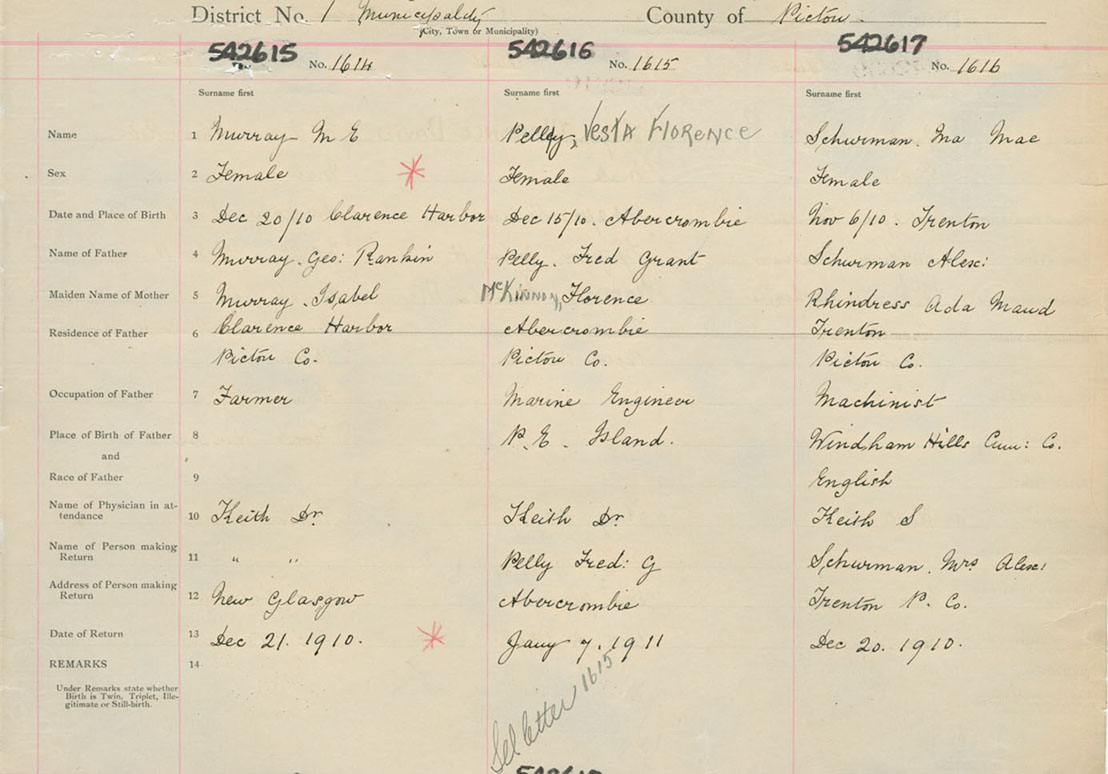 District No. 1 Municipality County of Pictou
(City, Town or Municipality)
542615 542616 542617
No. 1614 No. 1615 No. 1616
Surname first Surname first Surname first
Name 1 Murray M E Pelly, VESTA FLORENCE Schurman. Ina Mae
Sex 2 Female Female Female
Date and Place of Birth 3 Dec 20/10 Clarence Harbor Dec 15/10. Abercrombie Nov 6/10. Trenton
Name of Father 4 Murray. Geo: Rankin Pelly. Fred Grant Schurman Alex:
Maiden Name of Mother 5 Murray. Isabel McKinnon, Florence Rhindress Ada Maud
Residence of Father 6 Clarence Harbor Abercrombie Trenton
Pictou Co. Pictou Co. Pictou Co.
Occupation of Father 7 Farmer Marine Engineer Machinist
Place of Birth of Father 8 P. E. Island. Windham Hills Cum: Co.
and
Race of Father 9 English
Name of Physician in at-
tendance 10 Keith Dr Keith Dr Keith S
Name of Person making
Return 11 " " Pelly Fred: G Schurman. Mrs Alex:
Address of Person making
Return 12 New Glasgow Abercrombie Trenton P. Co.
Date of Return 13 Dec 21. 1910. Jany 7. 1911 Dec 20. 1910.
REMARKS 14
Under Remarks state whether
Birth is Twin, Triplet, Ille-
gitimate or Still-birth.
letter 1615